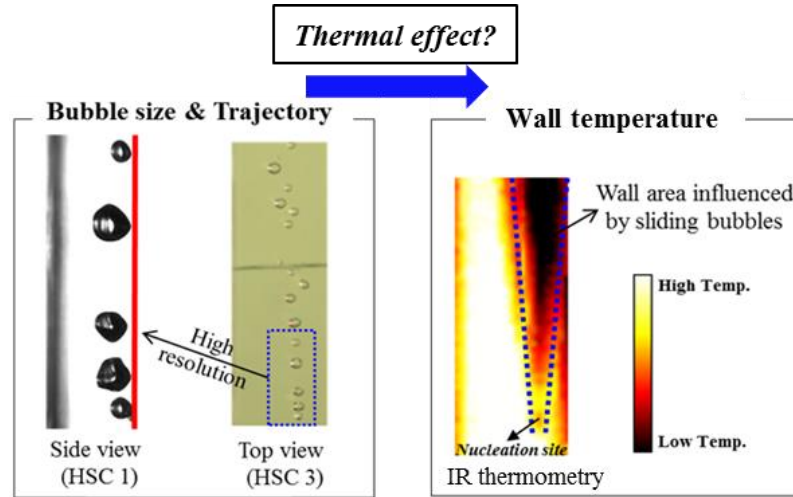 Thermal effect?
Bubble size & Trajectory
High
resolution
Side view
(HSC 1)
Top view
(HSC 3)
Wall temperature
Wall area influenced
by sliding bubbles
High Temp.
Low Temp.
Nucleation site
IR thermometry